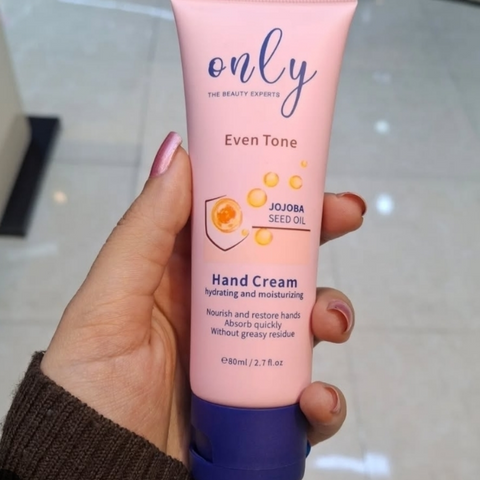 only
THE BEAUTY EXPERTS
Even Tone
JOJOBA
SEED OIL
Hand Cream
hydrating and moisturizing
Nourish and restore hands
Absorb quickly
Without greasy residue
℮80ml / 2.7 fl.oz